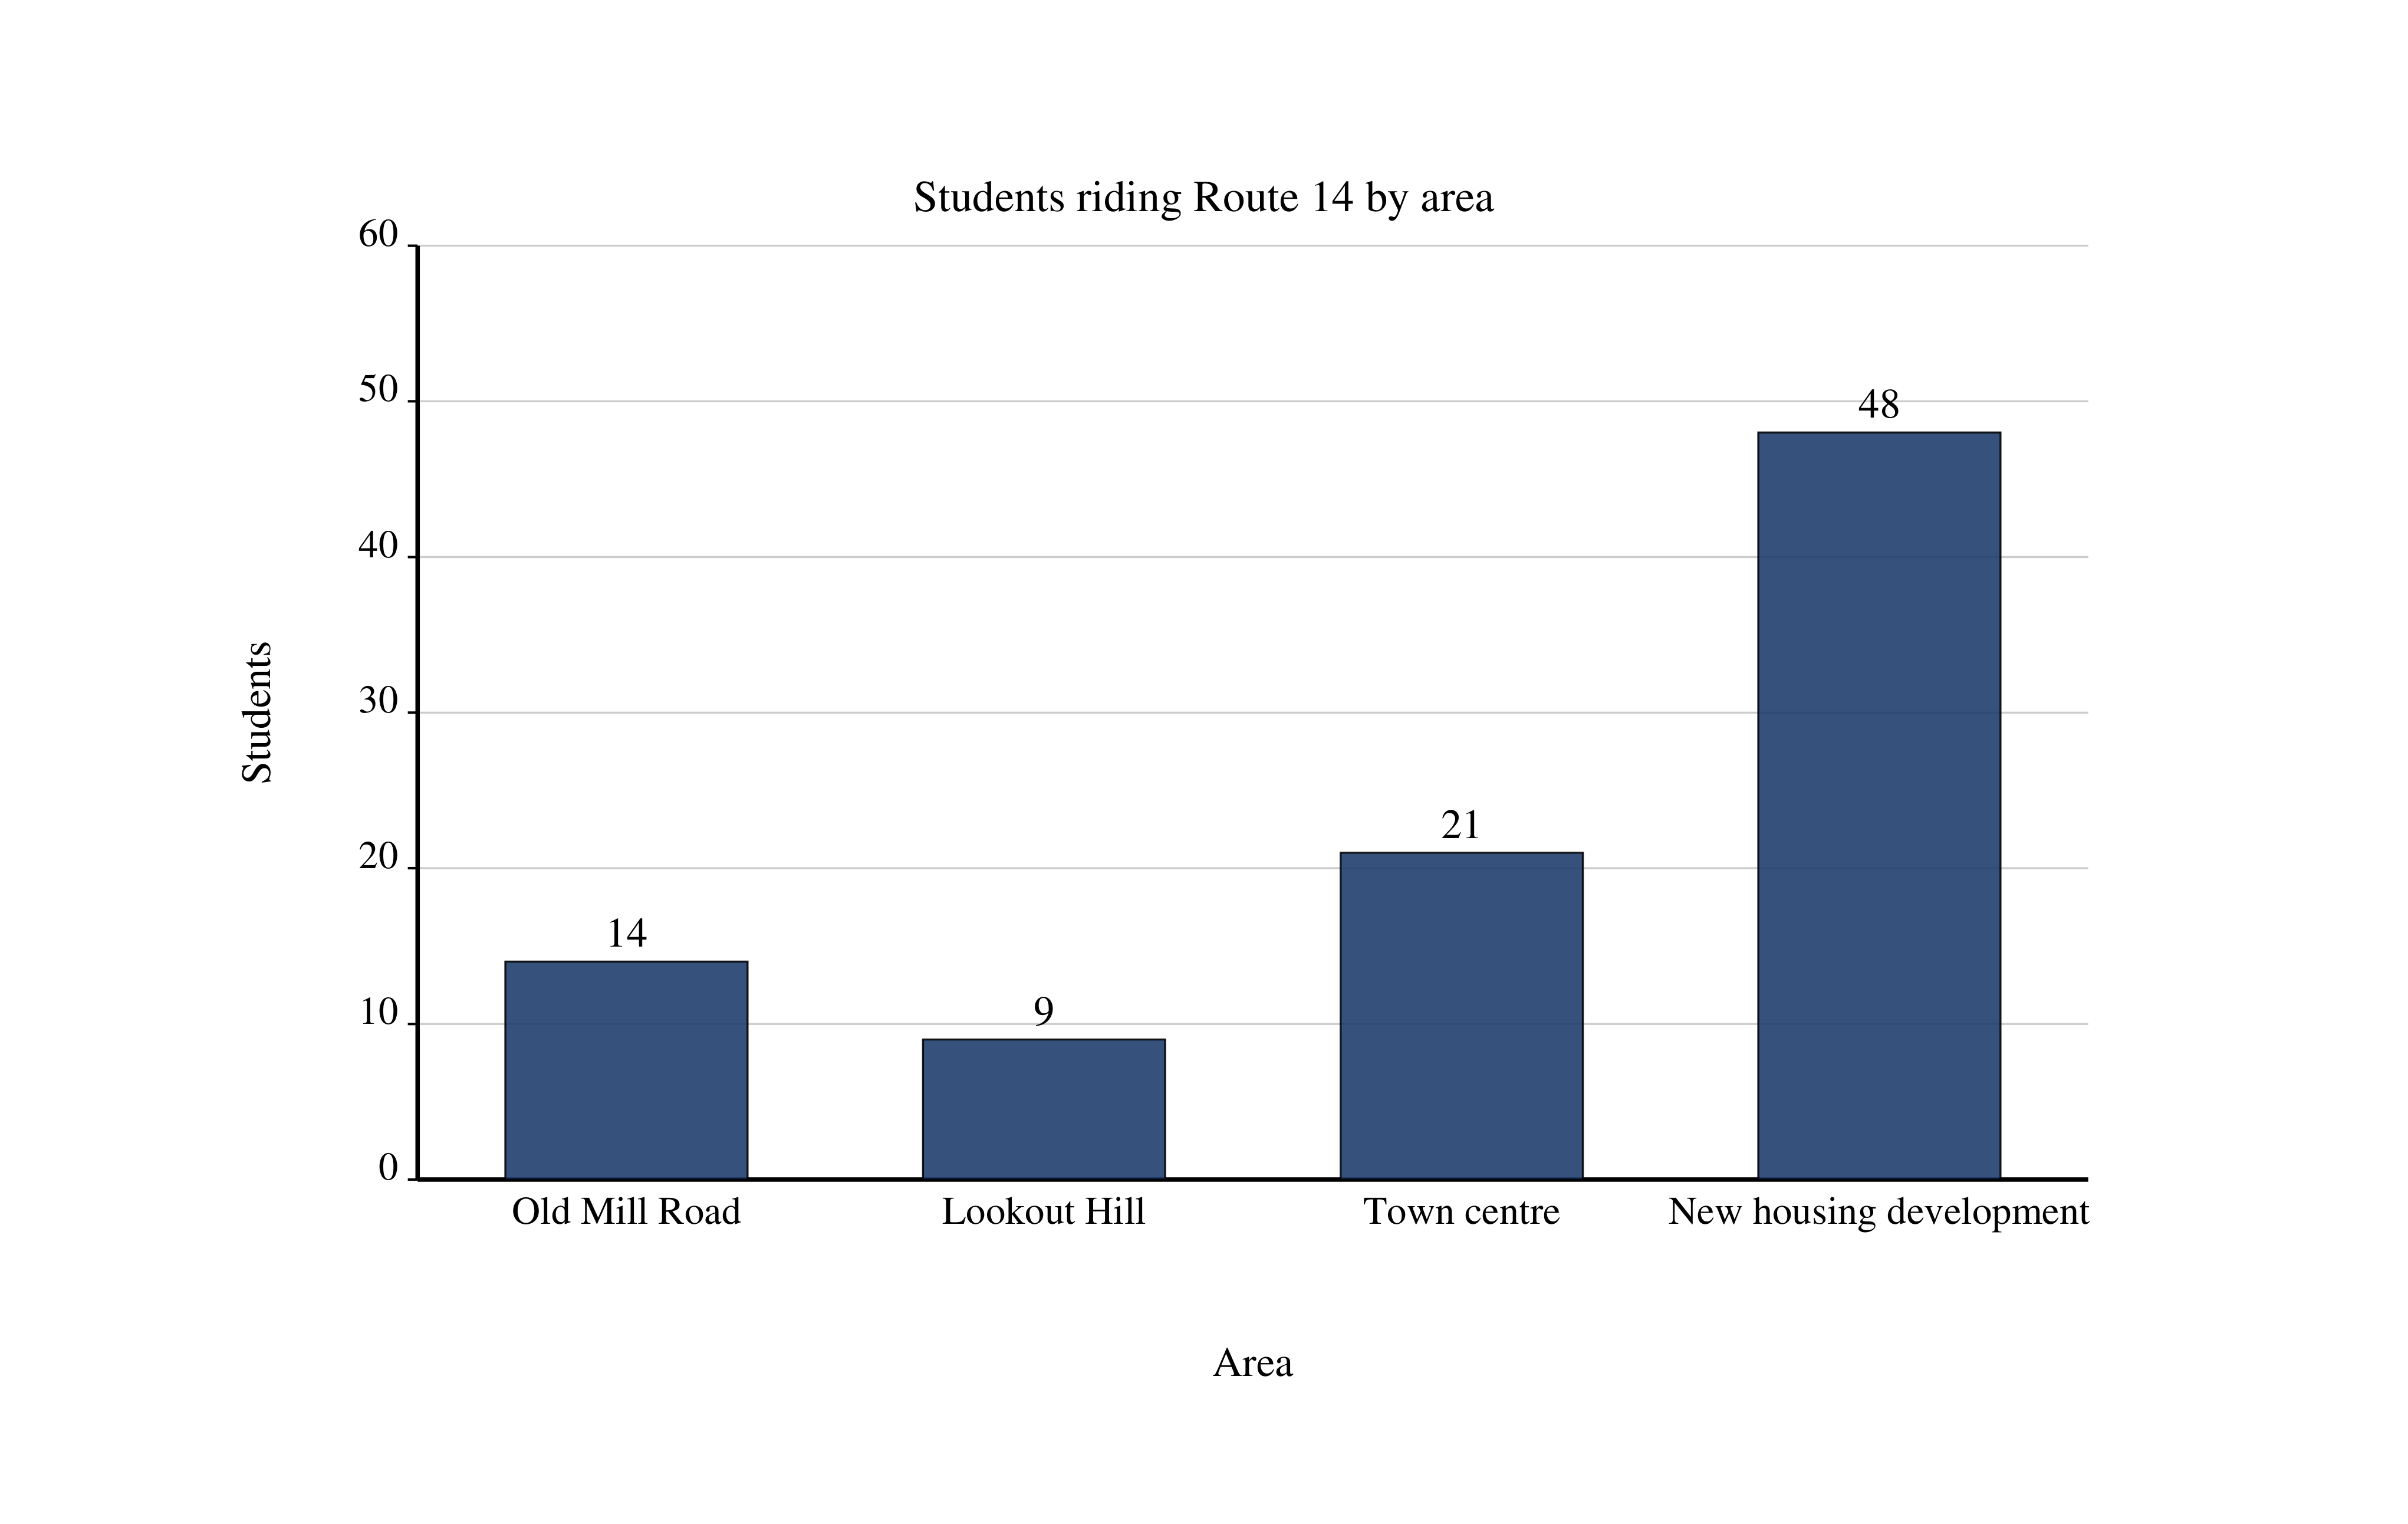 Students riding Route 14 by area
60
50
40
30
20
10
0
Students
14
9
21
48
Old Mill Road
Lookout Hill
Town centre
New housing development
Area